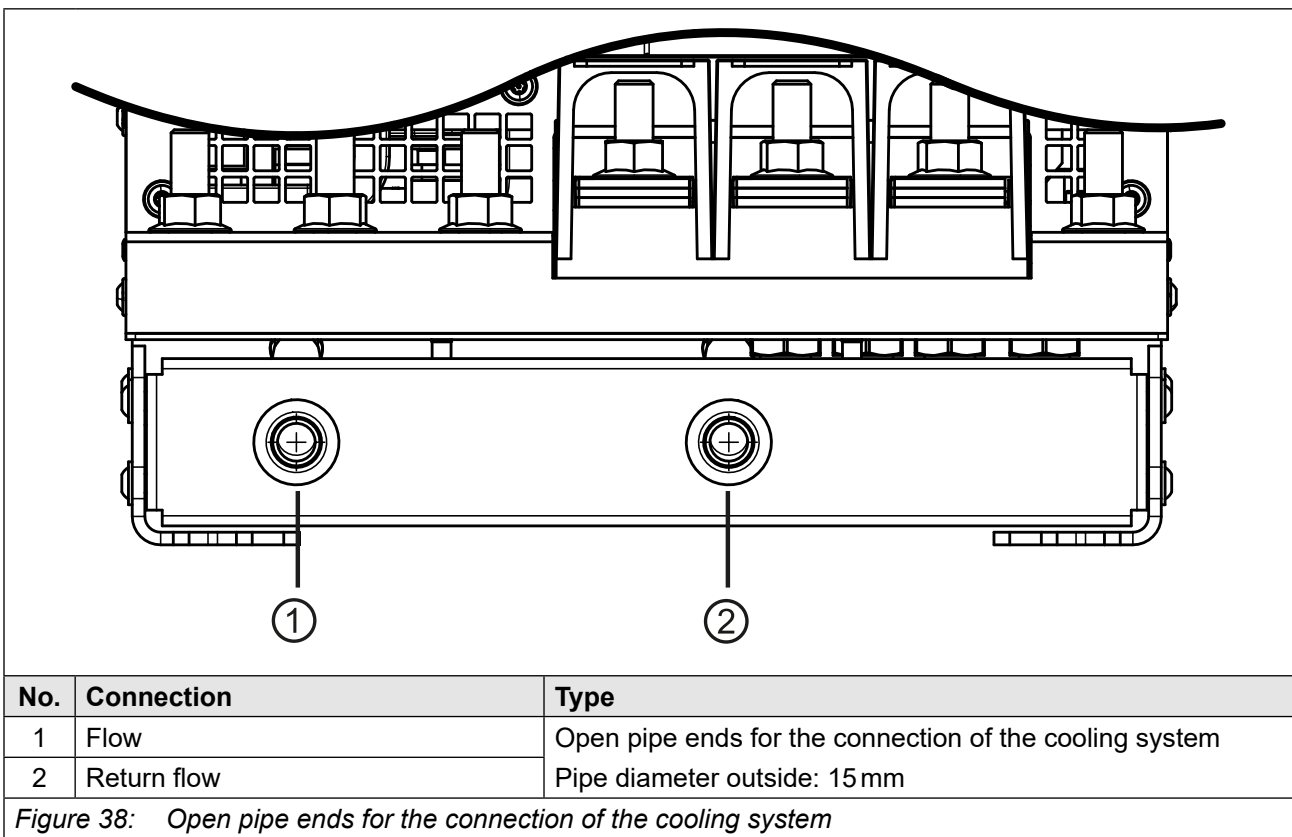 ① ②
No. Connection Type
1 Flow Open pipe ends for the connection of the cooling system
2 Return flow Pipe diameter outside: 15 mm
Figure 38: Open pipe ends for the connection of the cooling system